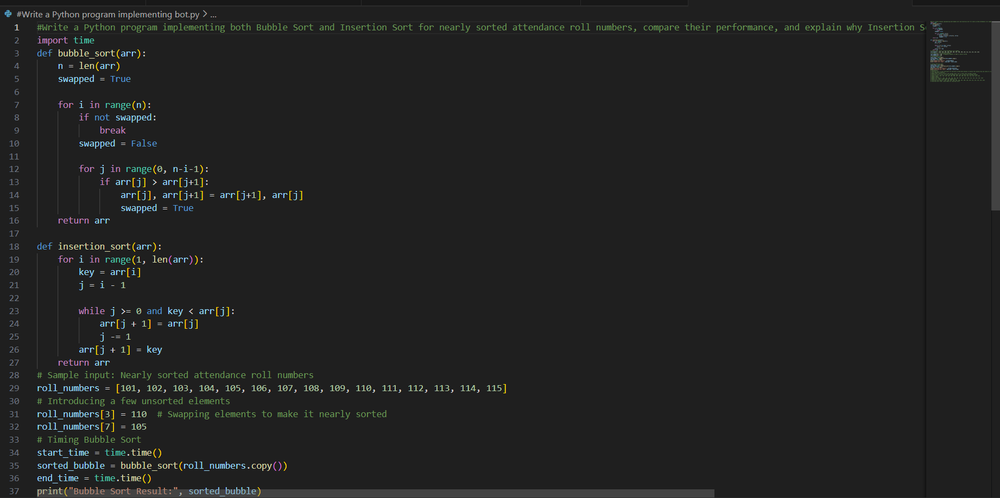 #Write a Python program implementing bot.py > ...
1 #Write a Python program implementing both Bubble Sort and Insertion Sort for nearly sorted attendance roll numbers, compare their performance, and explain why Insertion S
2 import time
3 def bubble_sort(arr):
4     n = len(arr)
5     swapped = True
6
7     for i in range(n):
8         if not swapped:
9             break
10         swapped = False
11
12         for j in range(0, n-i-1):
13             if arr[j] > arr[j+1]:
14                 arr[j], arr[j+1] = arr[j+1], arr[j]
15                 swapped = True
16     return arr
17
18 def insertion_sort(arr):
19     for i in range(1, len(arr)):
20         key = arr[i]
21         j = i - 1
22
23         while j >= 0 and key < arr[j]:
24             arr[j + 1] = arr[j]
25             j -= 1
26         arr[j + 1] = key
27     return arr
28 # Sample input: Nearly sorted attendance roll numbers
29 roll_numbers = [101, 102, 103, 104, 105, 106, 107, 108, 109, 110, 111, 112, 113, 114, 115]
30 # Introducing a few unsorted elements
31 roll_numbers[3] = 110  # Swapping elements to make it nearly sorted
32 roll_numbers[7] = 105
33 # Timing Bubble Sort
34 start_time = time.time()
35 sorted_bubble = bubble_sort(roll_numbers.copy())
36 end_time = time.time()
37 print("Bubble Sort Result:", sorted_bubble)